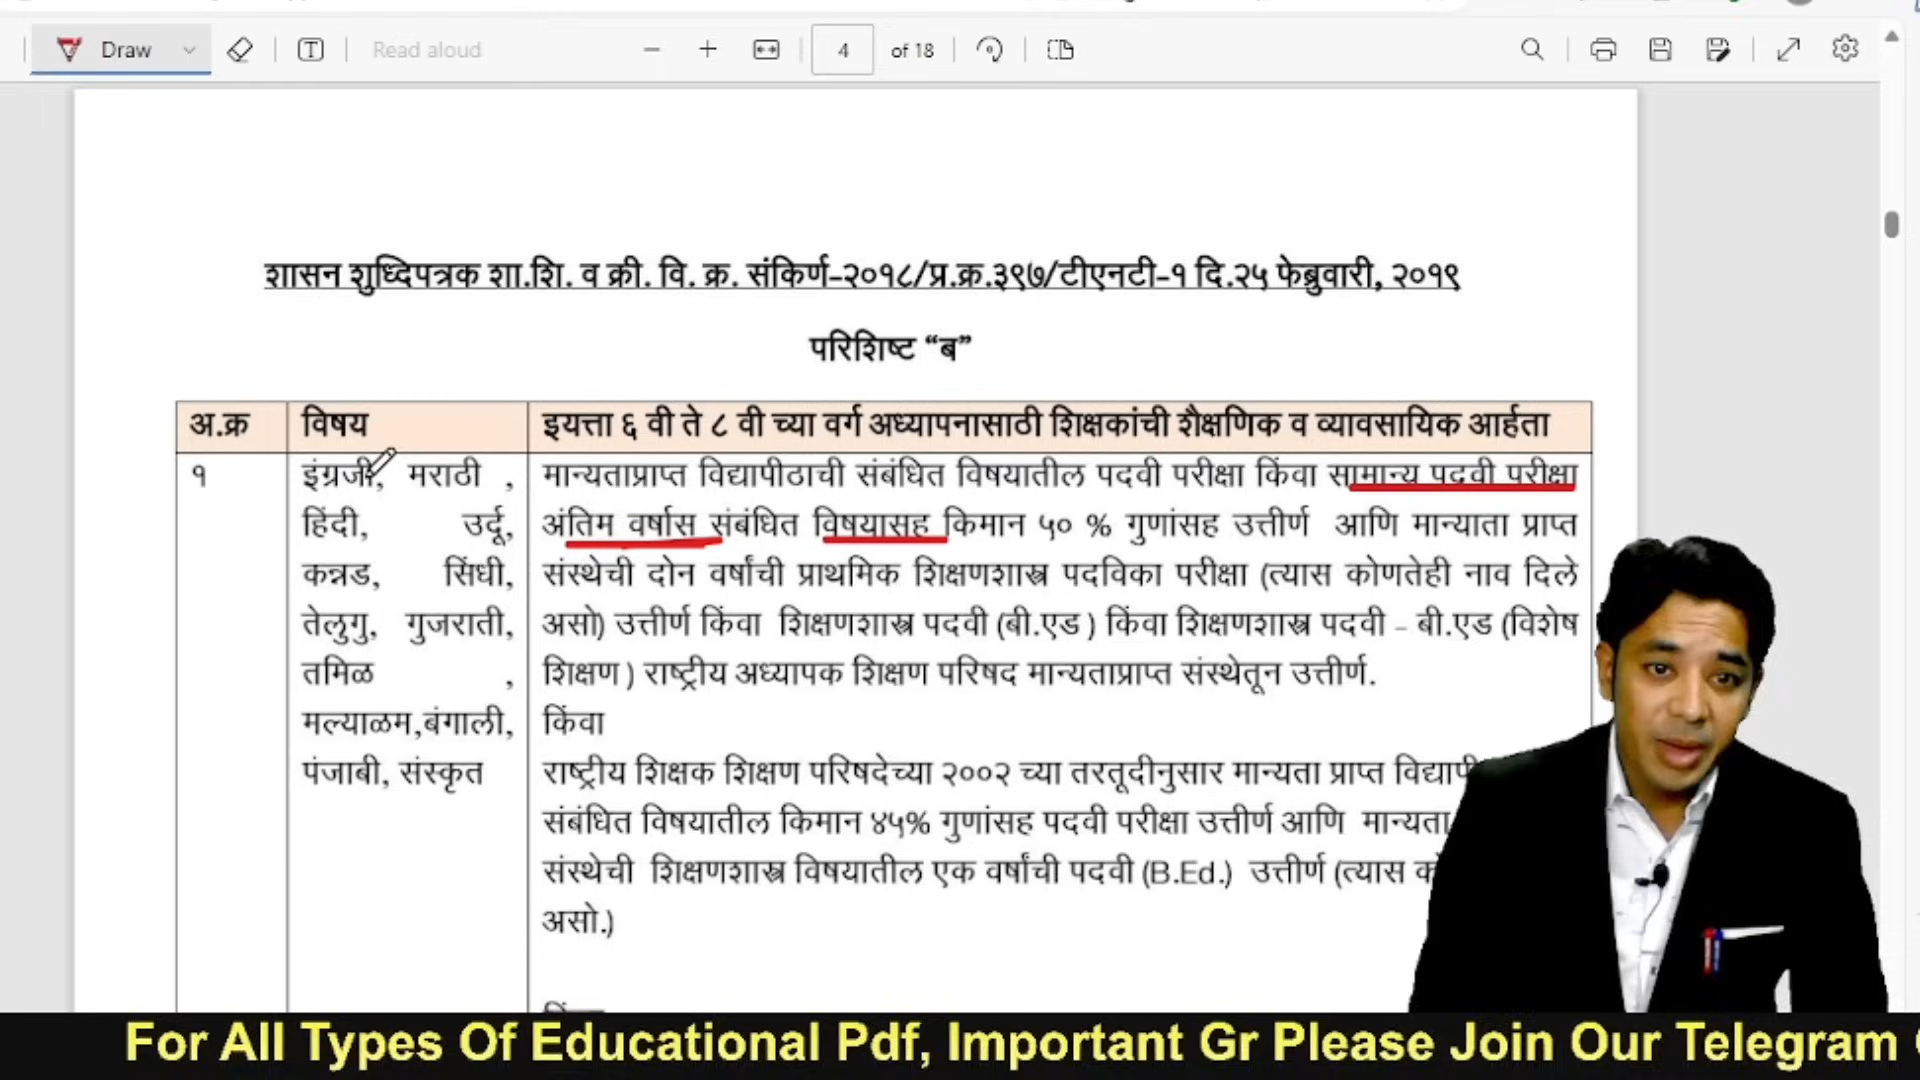 Draw
Read aloud
4
of 18
शासन शुध्दिपत्रक शा.शि. व क्री. वि. क्र. संकिर्ण-२०१८/प्र.क्र.३९७/टीएनटी-१ दि.२५ फेब्रुवारी, २०१९
परिशिष्ट “ब”
अ.क्र
विषय
इयत्ता ६ वी ते ८ वी च्या वर्ग अध्यापनासाठी शिक्षकांची शैक्षणिक व व्यावसायिक आर्हता
१
इंग्रजी, मराठी ,
हिंदी, उर्दू,
कन्नड, सिंधी,
तेलुगु, गुजराती,
तमिळ ,
मल्याळम,बंगाली,
पंजाबी, संस्कृत
मान्यताप्राप्त विद्यापीठाची संबंधित विषयातील पदवी परीक्षा किंवा सामान्य पदवी परीक्षा
अंतिम वर्षास संबंधित विषयासह किमान ५० % गुणांसह उत्तीर्ण आणि मान्याता प्राप्त
संस्थेची दोन वर्षांची प्राथमिक शिक्षणशास्त्र पदविका परीक्षा (त्यास कोणतेही नाव दिले
असो) उत्तीर्ण किंवा शिक्षणशास्त्र पदवी (बी.एड ) किंवा शिक्षणशास्त्र पदवी - बी.एड (विशेष
शिक्षण ) राष्ट्रीय अध्यापक शिक्षण परिषद मान्यताप्राप्त संस्थेतून उत्तीर्ण.
किंवा
राष्ट्रीय शिक्षक शिक्षण परिषदेच्या २००२ च्या तरतूदीनुसार मान्यता प्राप्त
संबंधित विषयातील किमान ४५% गुणांसह पदवी परीक्षा उत्तीर्ण आणि मान्यता
संस्थेची शिक्षणशास्त्र विषयातील एक वर्षांची पदवी (B.Ed.) उत्तीर्ण (त्यास
असो.)
For All Types Of Educational Pdf, Important Gr Please Join Our Telegram